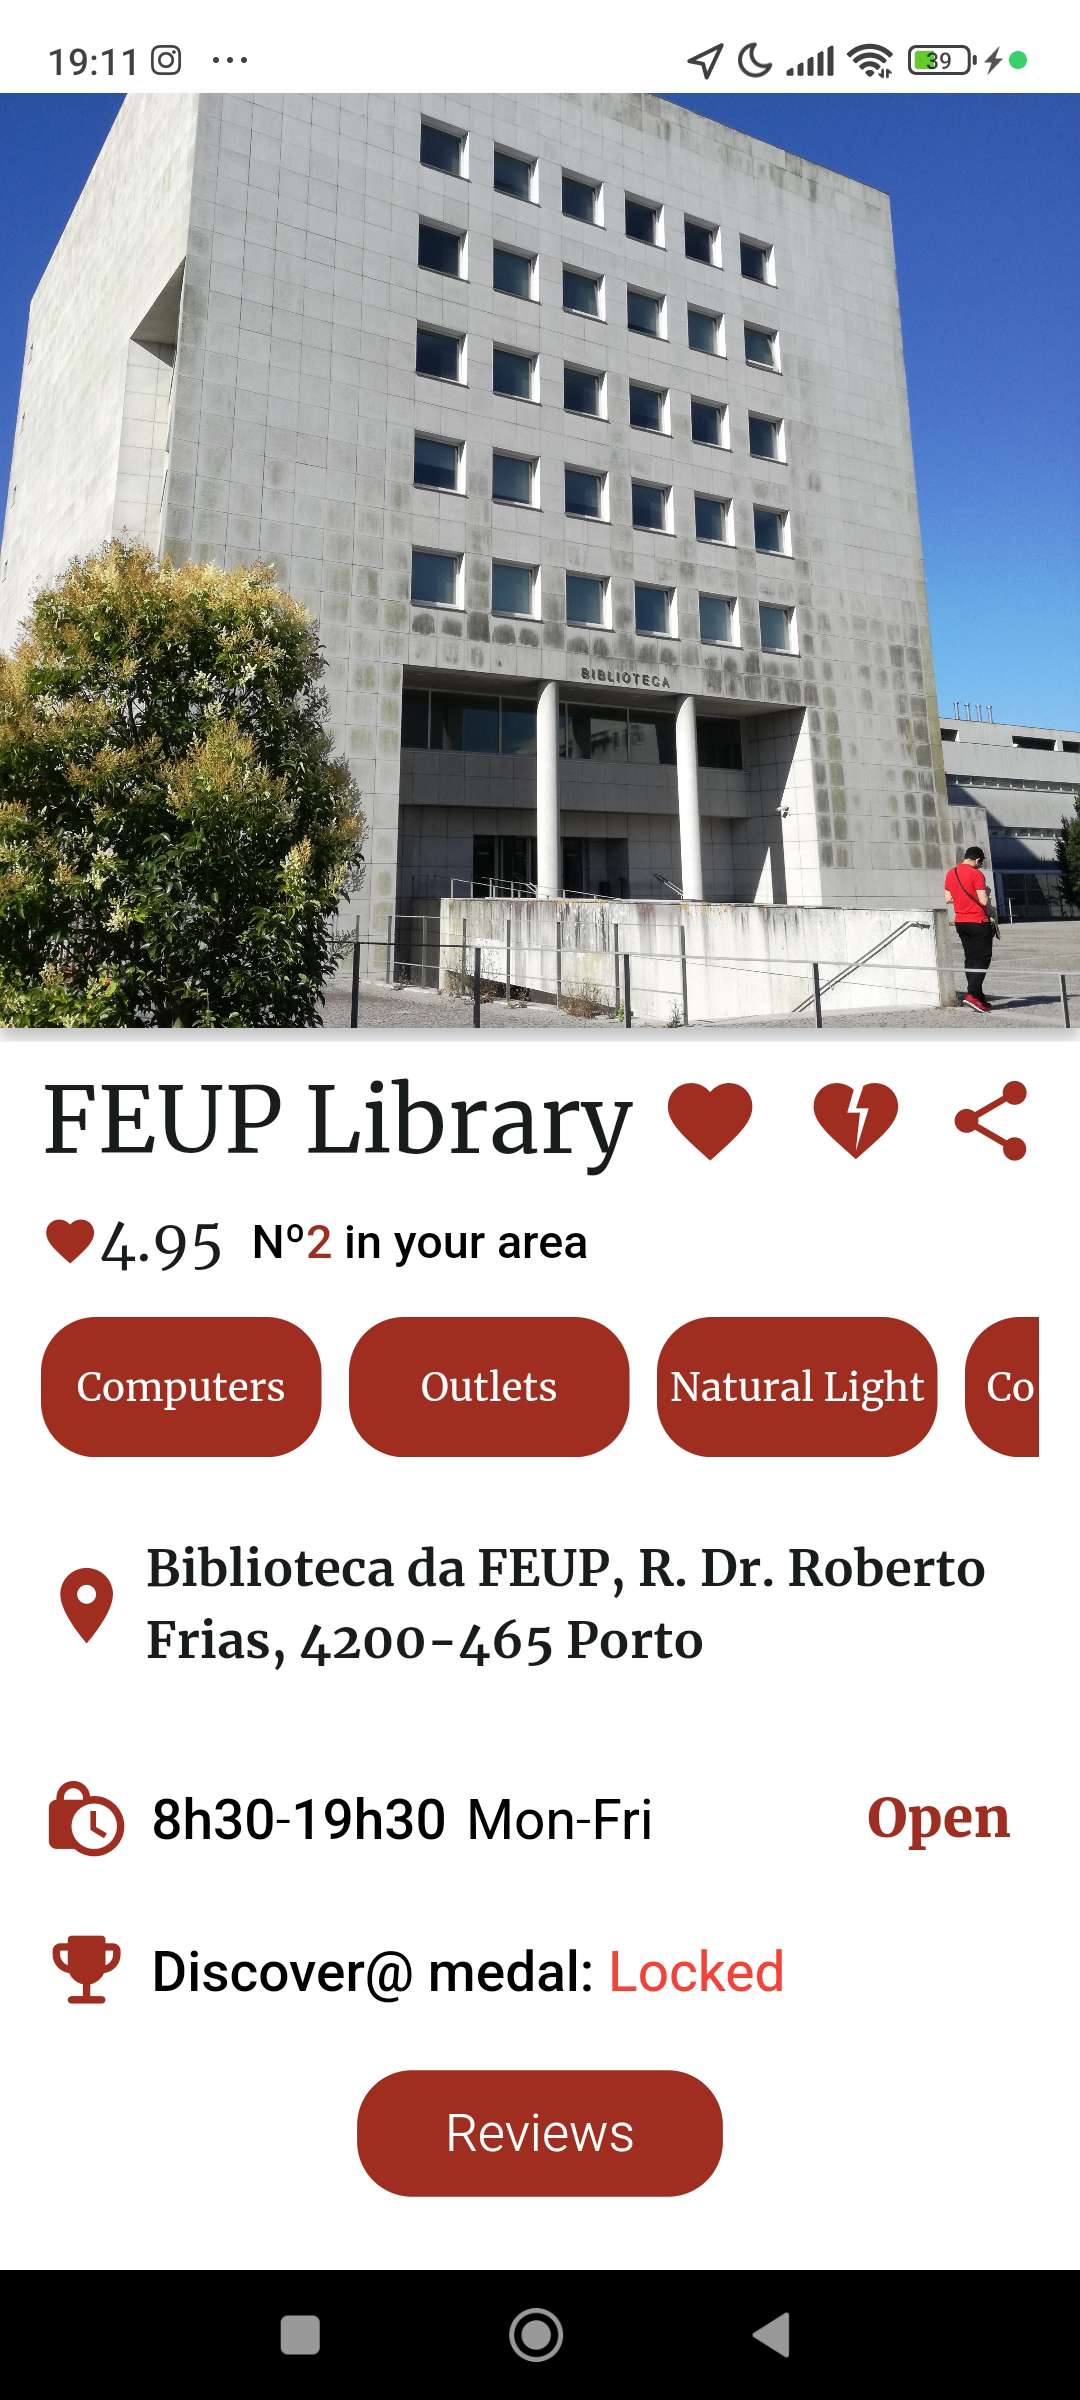 19:11 ...
39
BIBLIOTECA
FEUP Library
4.95 Nº2 in your area
Computers Outlets Natural Light Co
Biblioteca da FEUP, R. Dr. Roberto
Frias, 4200-465 Porto
8h30-19h30 Mon-Fri Open
Discover@ medal: Locked
Reviews